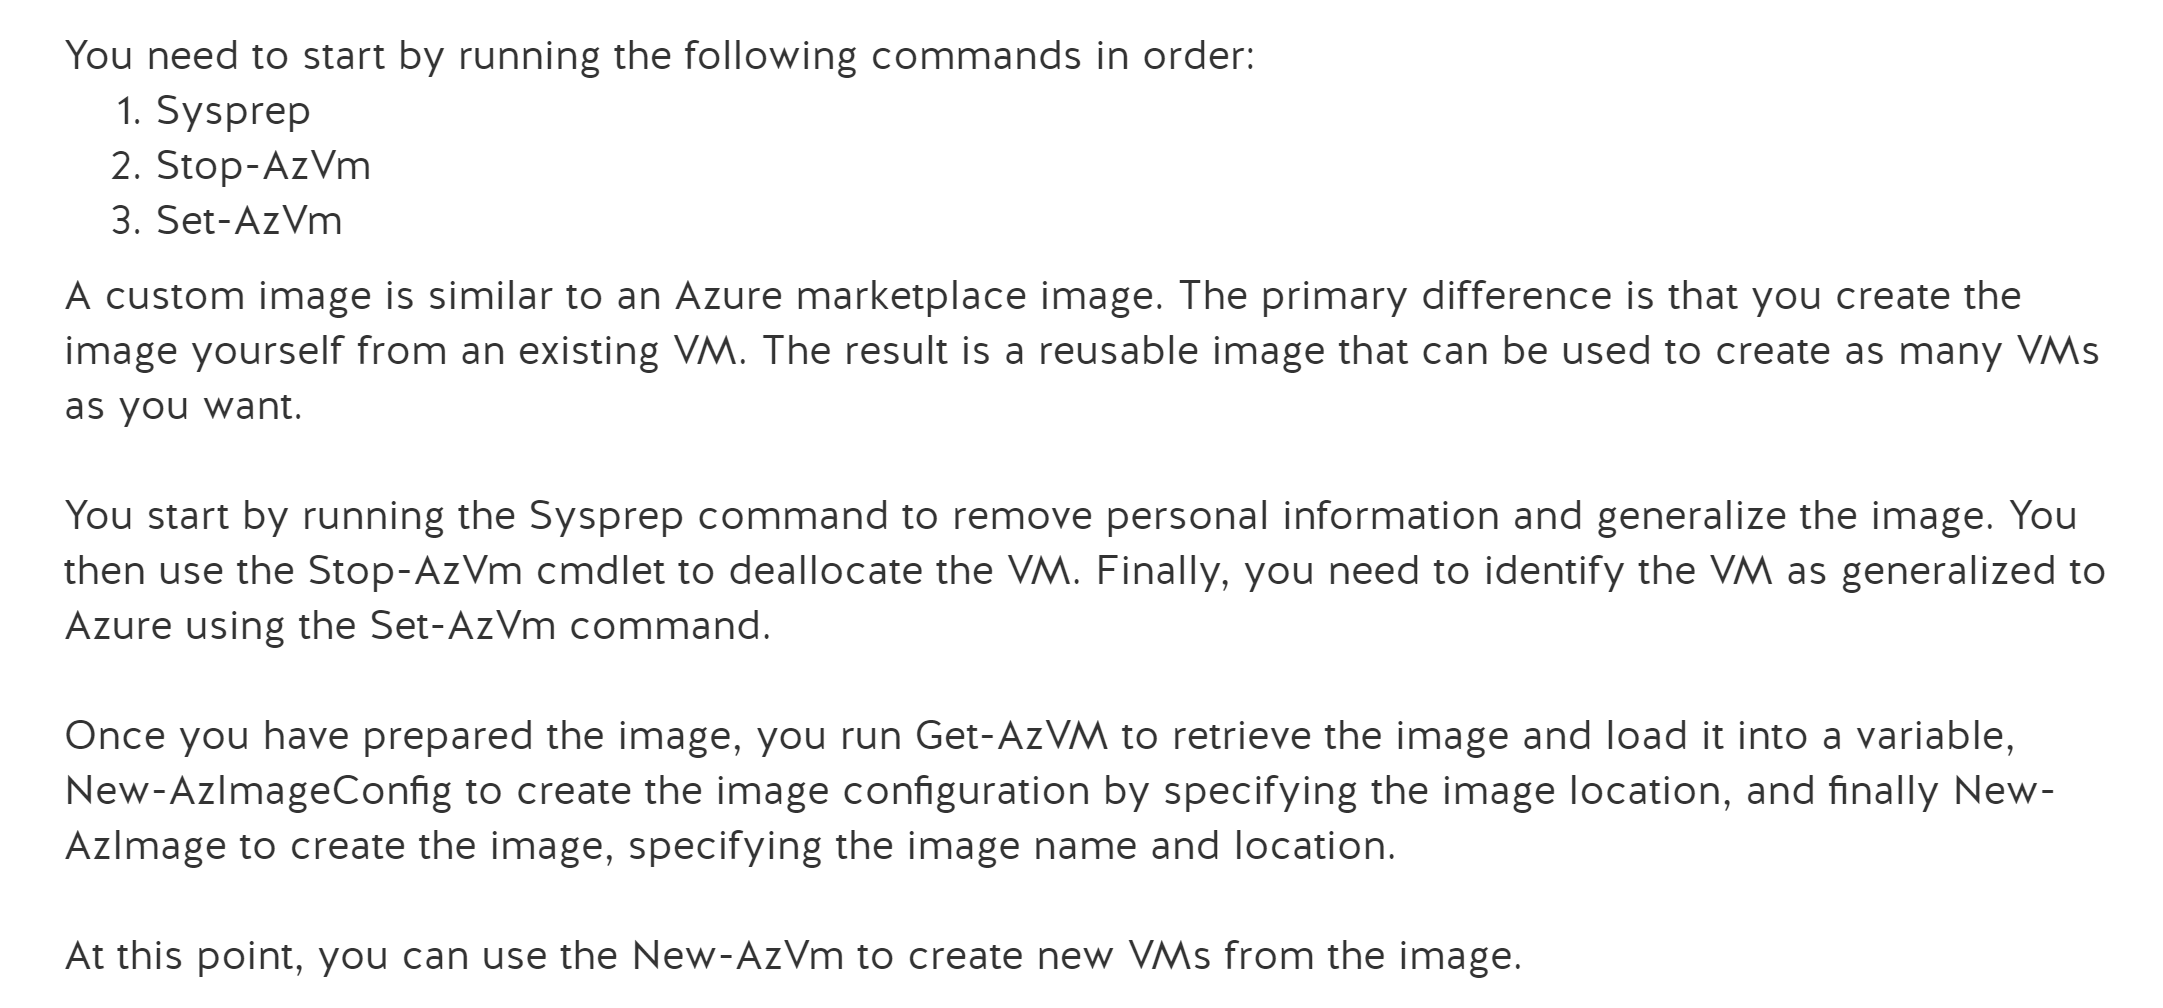 You need to start by running the following commands in order:
1. Sysprep
2. Stop-AzVm
3. Set-AzVm
A custom image is similar to an Azure marketplace image. The primary difference is that you create the
image yourself from an existing VM. The result is a reusable image that can be used to create as many VMs
as you want.
You start by running the Sysprep command to remove personal information and generalize the image. You
then use the Stop-AzVm cmdlet to deallocate the VM. Finally, you need to identify the VM as generalized to
Azure using the Set-AzVm command.
Once you have prepared the image, you run Get-AzVM to retrieve the image and load it into a variable,
New-AzImageConfig to create the image configuration by specifying the image location, and finally New-
AzImage to create the image, specifying the image name and location.
At this point, you can use the New-AzVm to create new VMs from the image.